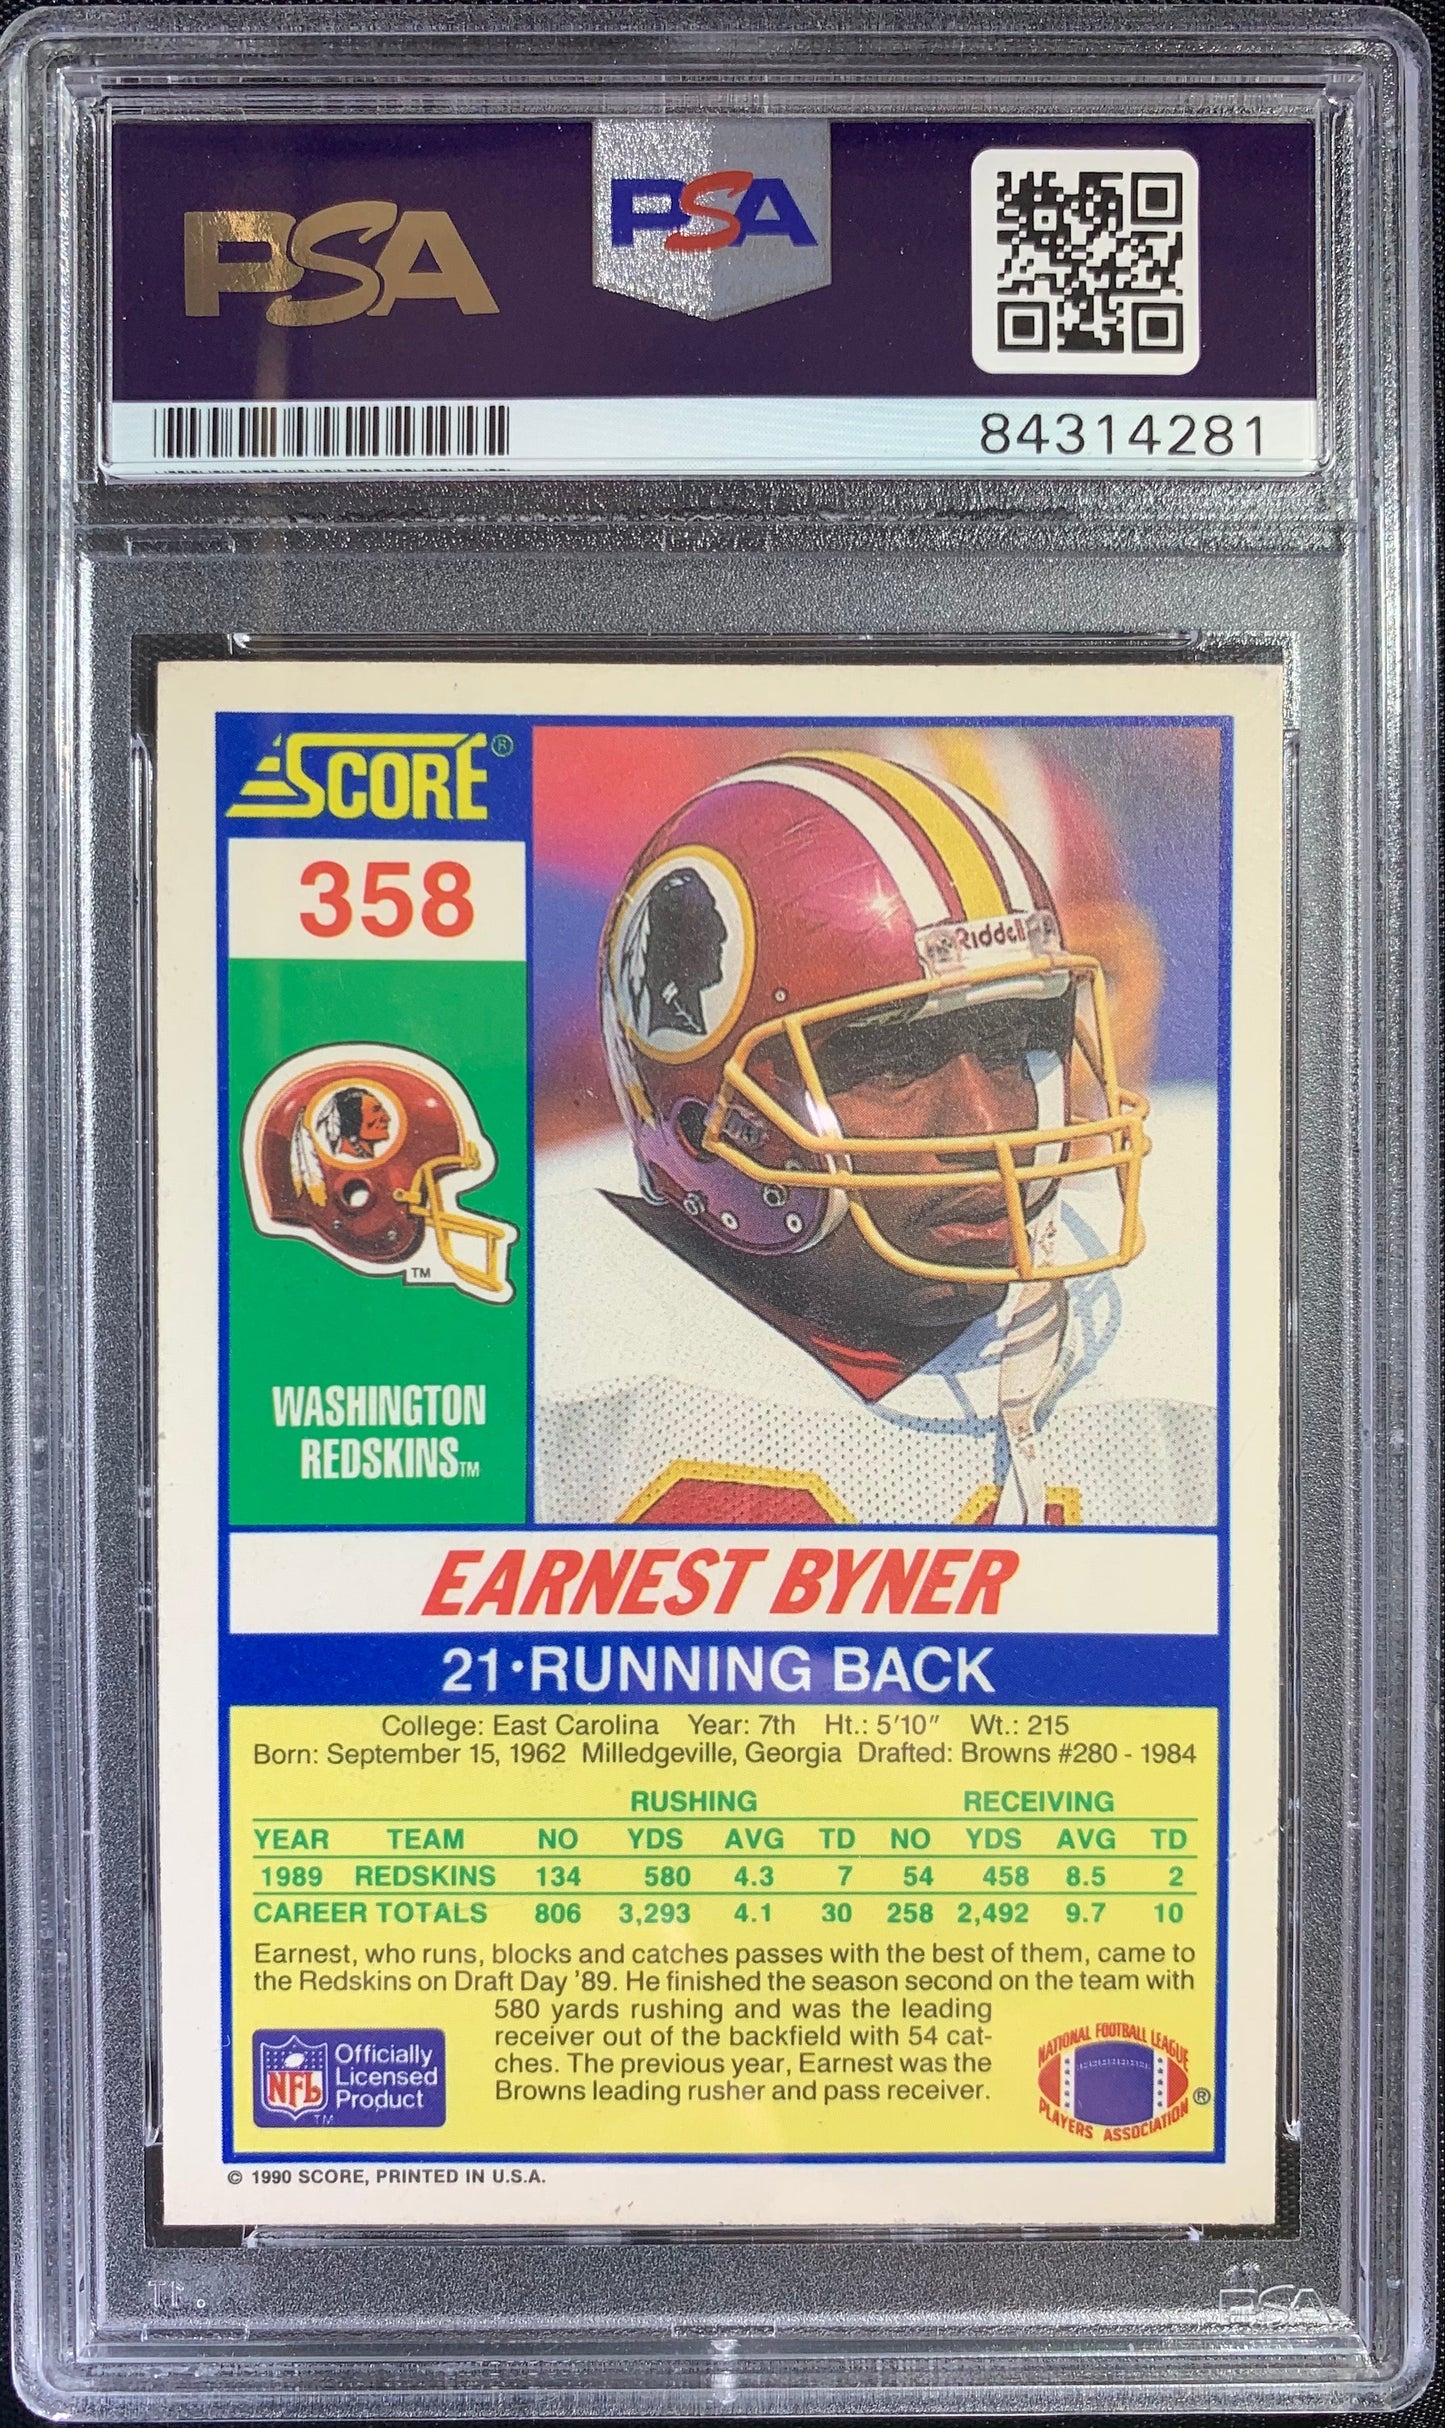 PSA
PSA
84314281
SCORE®
358
Riddell
TM
WASHINGTON
REDSKINS™
EARNEST BYNER
21•RUNNING BACK
College: East Carolina Year: 7th Ht.: 5'10" Wt.: 215
Born: September 15, 1962 Milledgeville, Georgia Drafted: Browns #280 - 1984
RUSHING RECEIVING
YEAR TEAM NO YDS AVG TD NO YDS AVG TD
1989 REDSKINS 134 580 4.3 7 54 458 8.5 2
CAREER TOTALS 806 3,293 4.1 30 258 2,492 9.7 10
Earnest, who runs, blocks and catches passes with the best of them, came to
the Redskins on Draft Day '89. He finished the season second on the team with
580 yards rushing and was the leading
receiver out of the backfield with 54 cat-
ches. The previous year, Earnest was the
Browns leading rusher and pass receiver.
NFL
TM
Officially
Licensed
Product
NATIONAL FOOTBALL LEAGUE
PLAYERS ASSOCIATION®
© 1990 SCORE, PRINTED IN U.S.A.
PSA